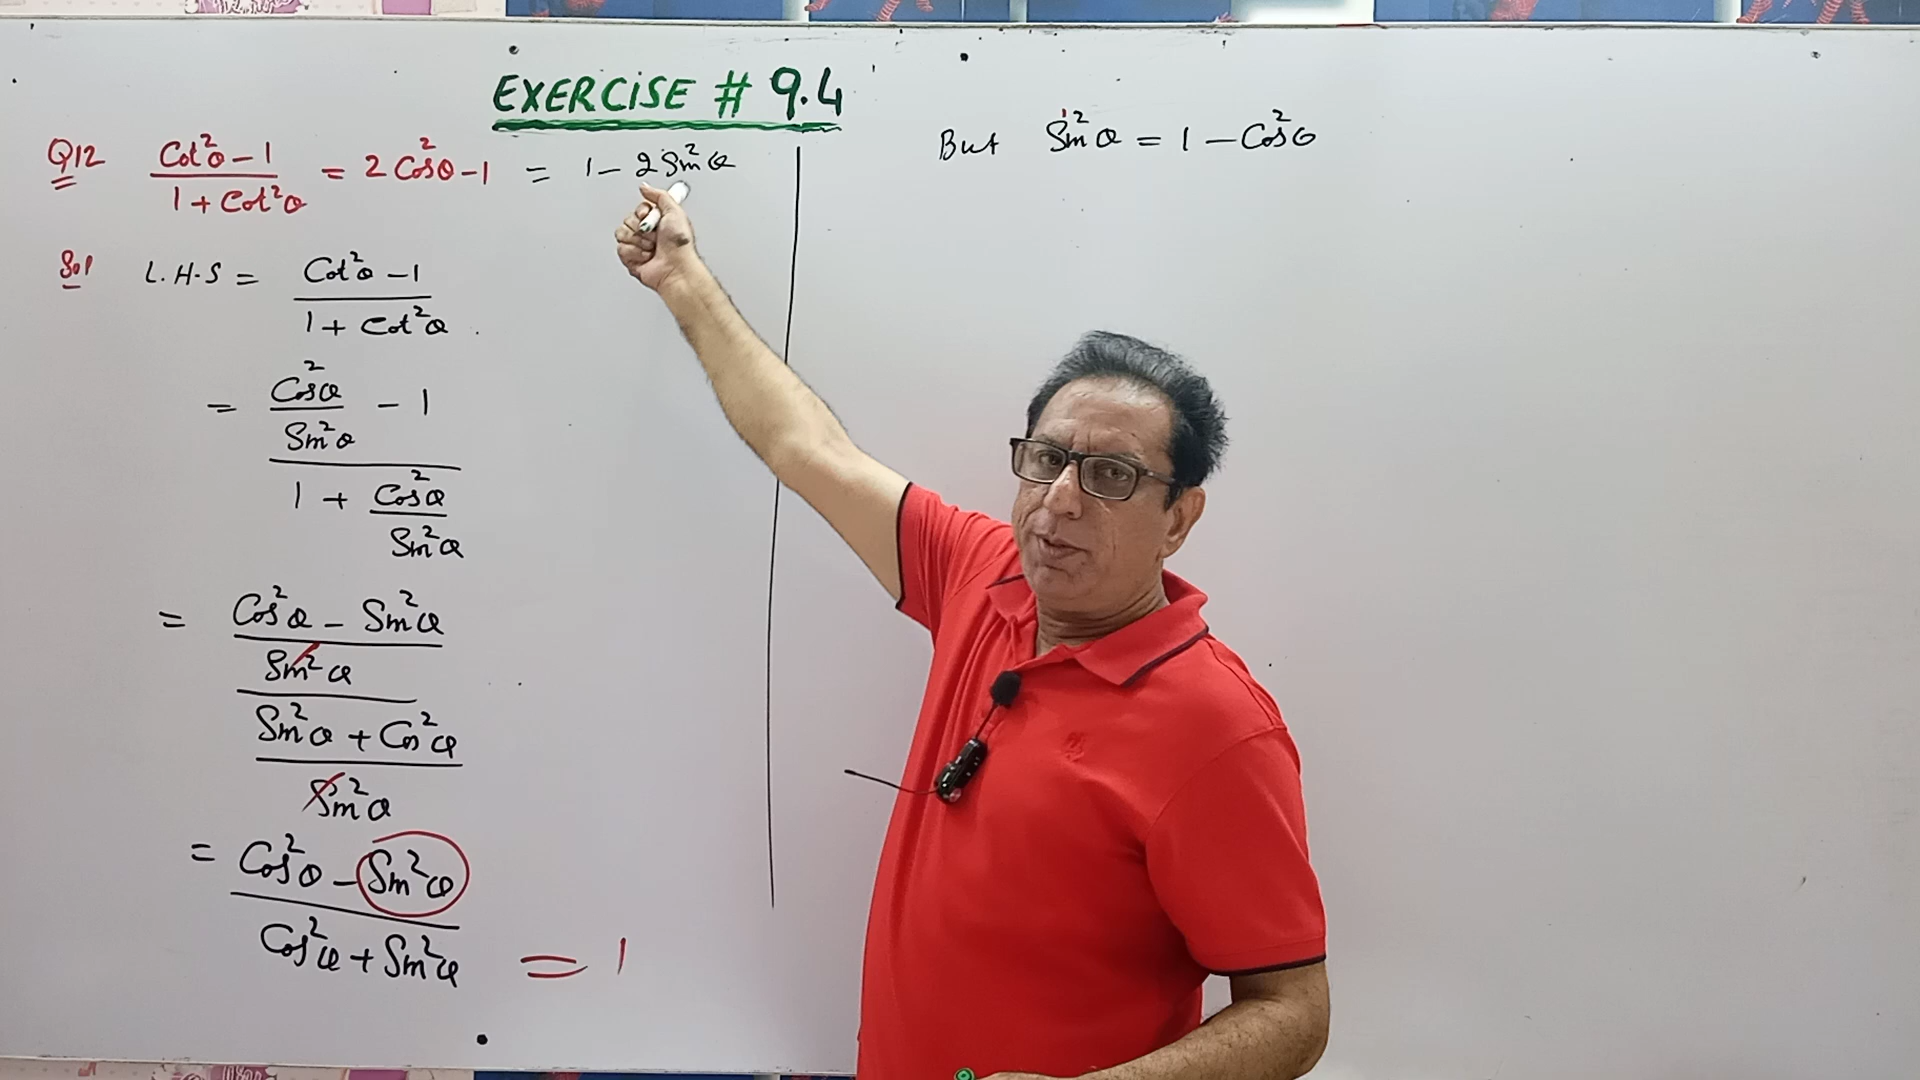 EXERCISE # 9.4
Q12 Cot²θ - 1 / 1 + Cot²θ = 2 Cos²θ - 1 = 1 - 2 Sin²θ
Sol L.H.S = Cot²θ - 1 / 1 + Cot²θ
= Cos²θ / Sin²θ - 1
1 + Cos²θ / Sin²θ
= Cos²θ - Sin²θ
Sin²θ
Sin²θ + Cos²θ
Sin²θ
= Cos²θ - Sin²θ
Cos²θ + Sin²θ = 1
But Sin²θ = 1 - Cos²θ